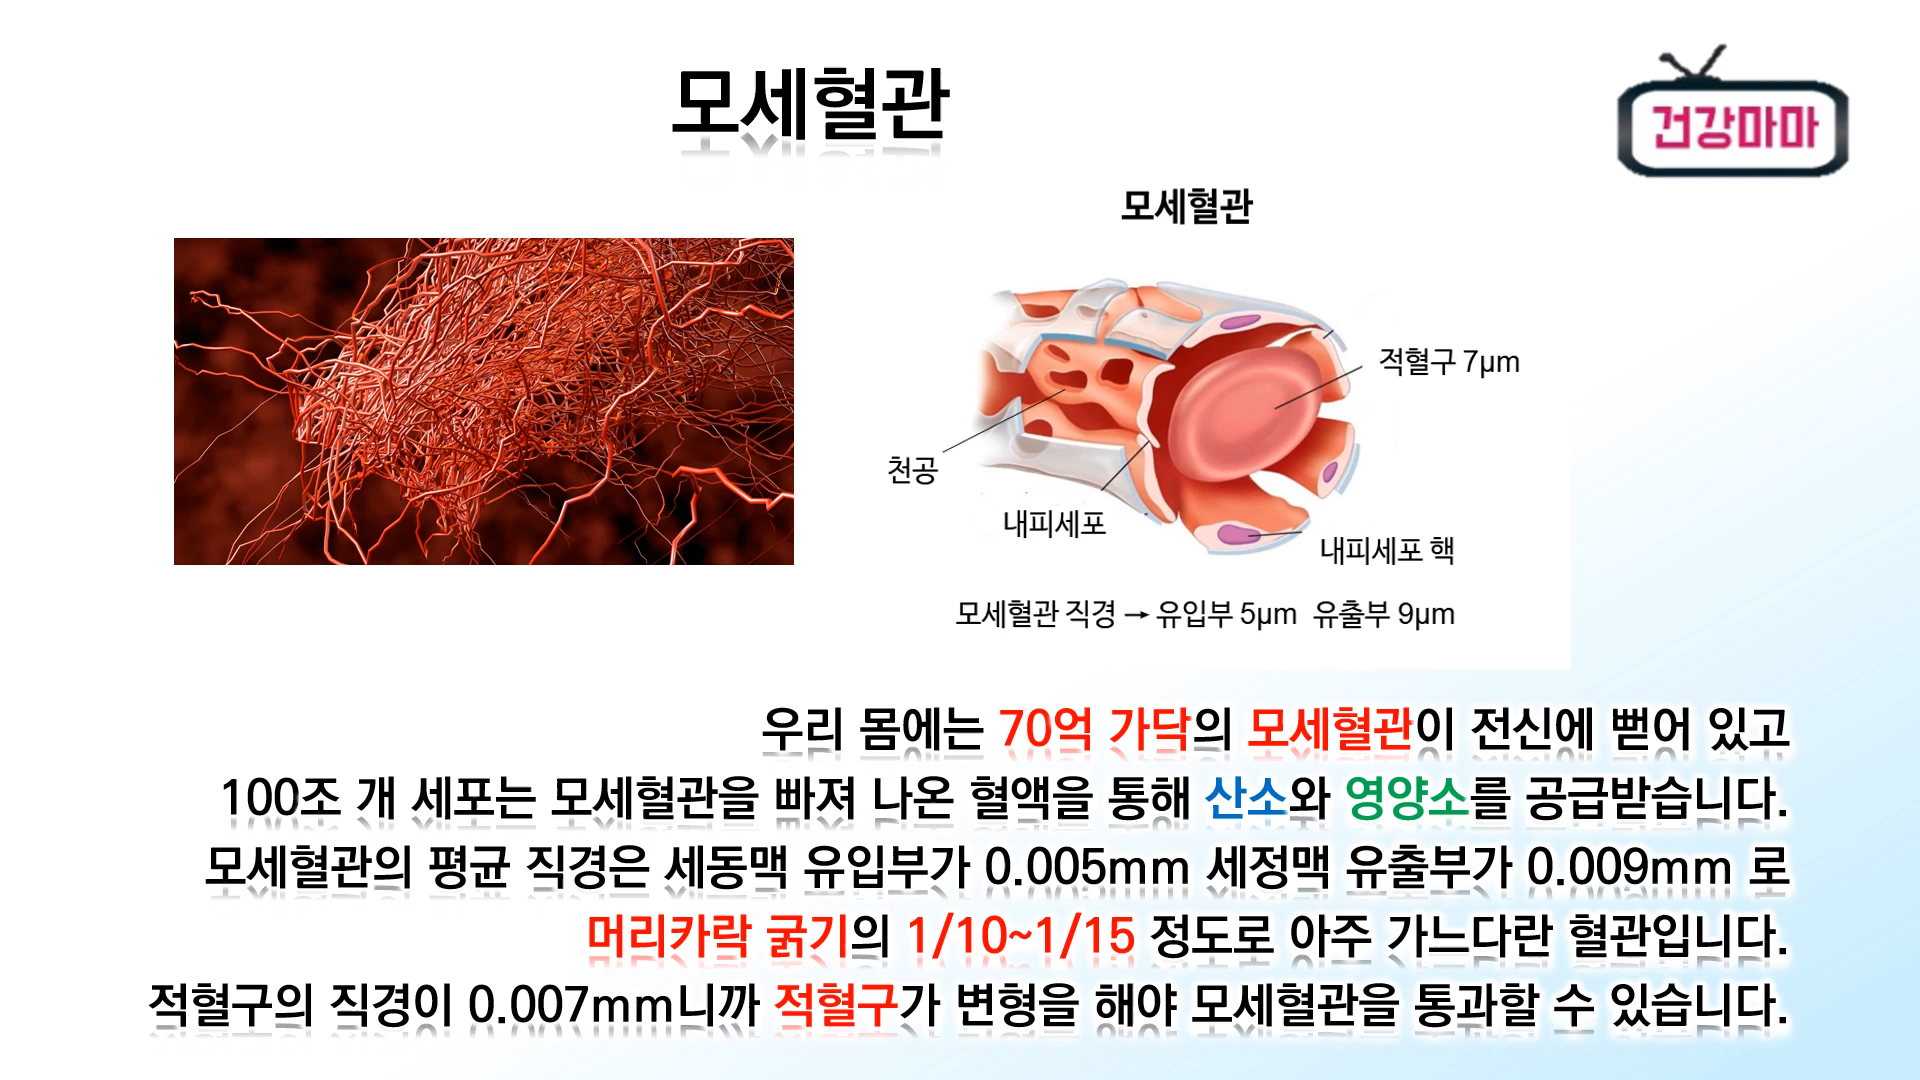 모세혈관
건강마마
모세혈관
적혈구 7μm
천공
내피세포
내피세포 핵
모세혈관 직경 → 유입부 5μm 유출부 9μm
우리 몸에는 70억 가닥의 모세혈관이 전신에 뻗어 있고
100조 개 세포는 모세혈관을 빠져 나온 혈액을 통해 산소와 영양소를 공급받습니다.
모세혈관의 평균 직경은 세동맥 유입부가 0.005mm 세정맥 유출부가 0.009mm 로
머리카락 굵기의 1/10~1/15 정도로 아주 가느다란 혈관입니다.
적혈구의 직경이 0.007mm니까 적혈구가 변형을 해야 모세혈관을 통과할 수 있습니다.